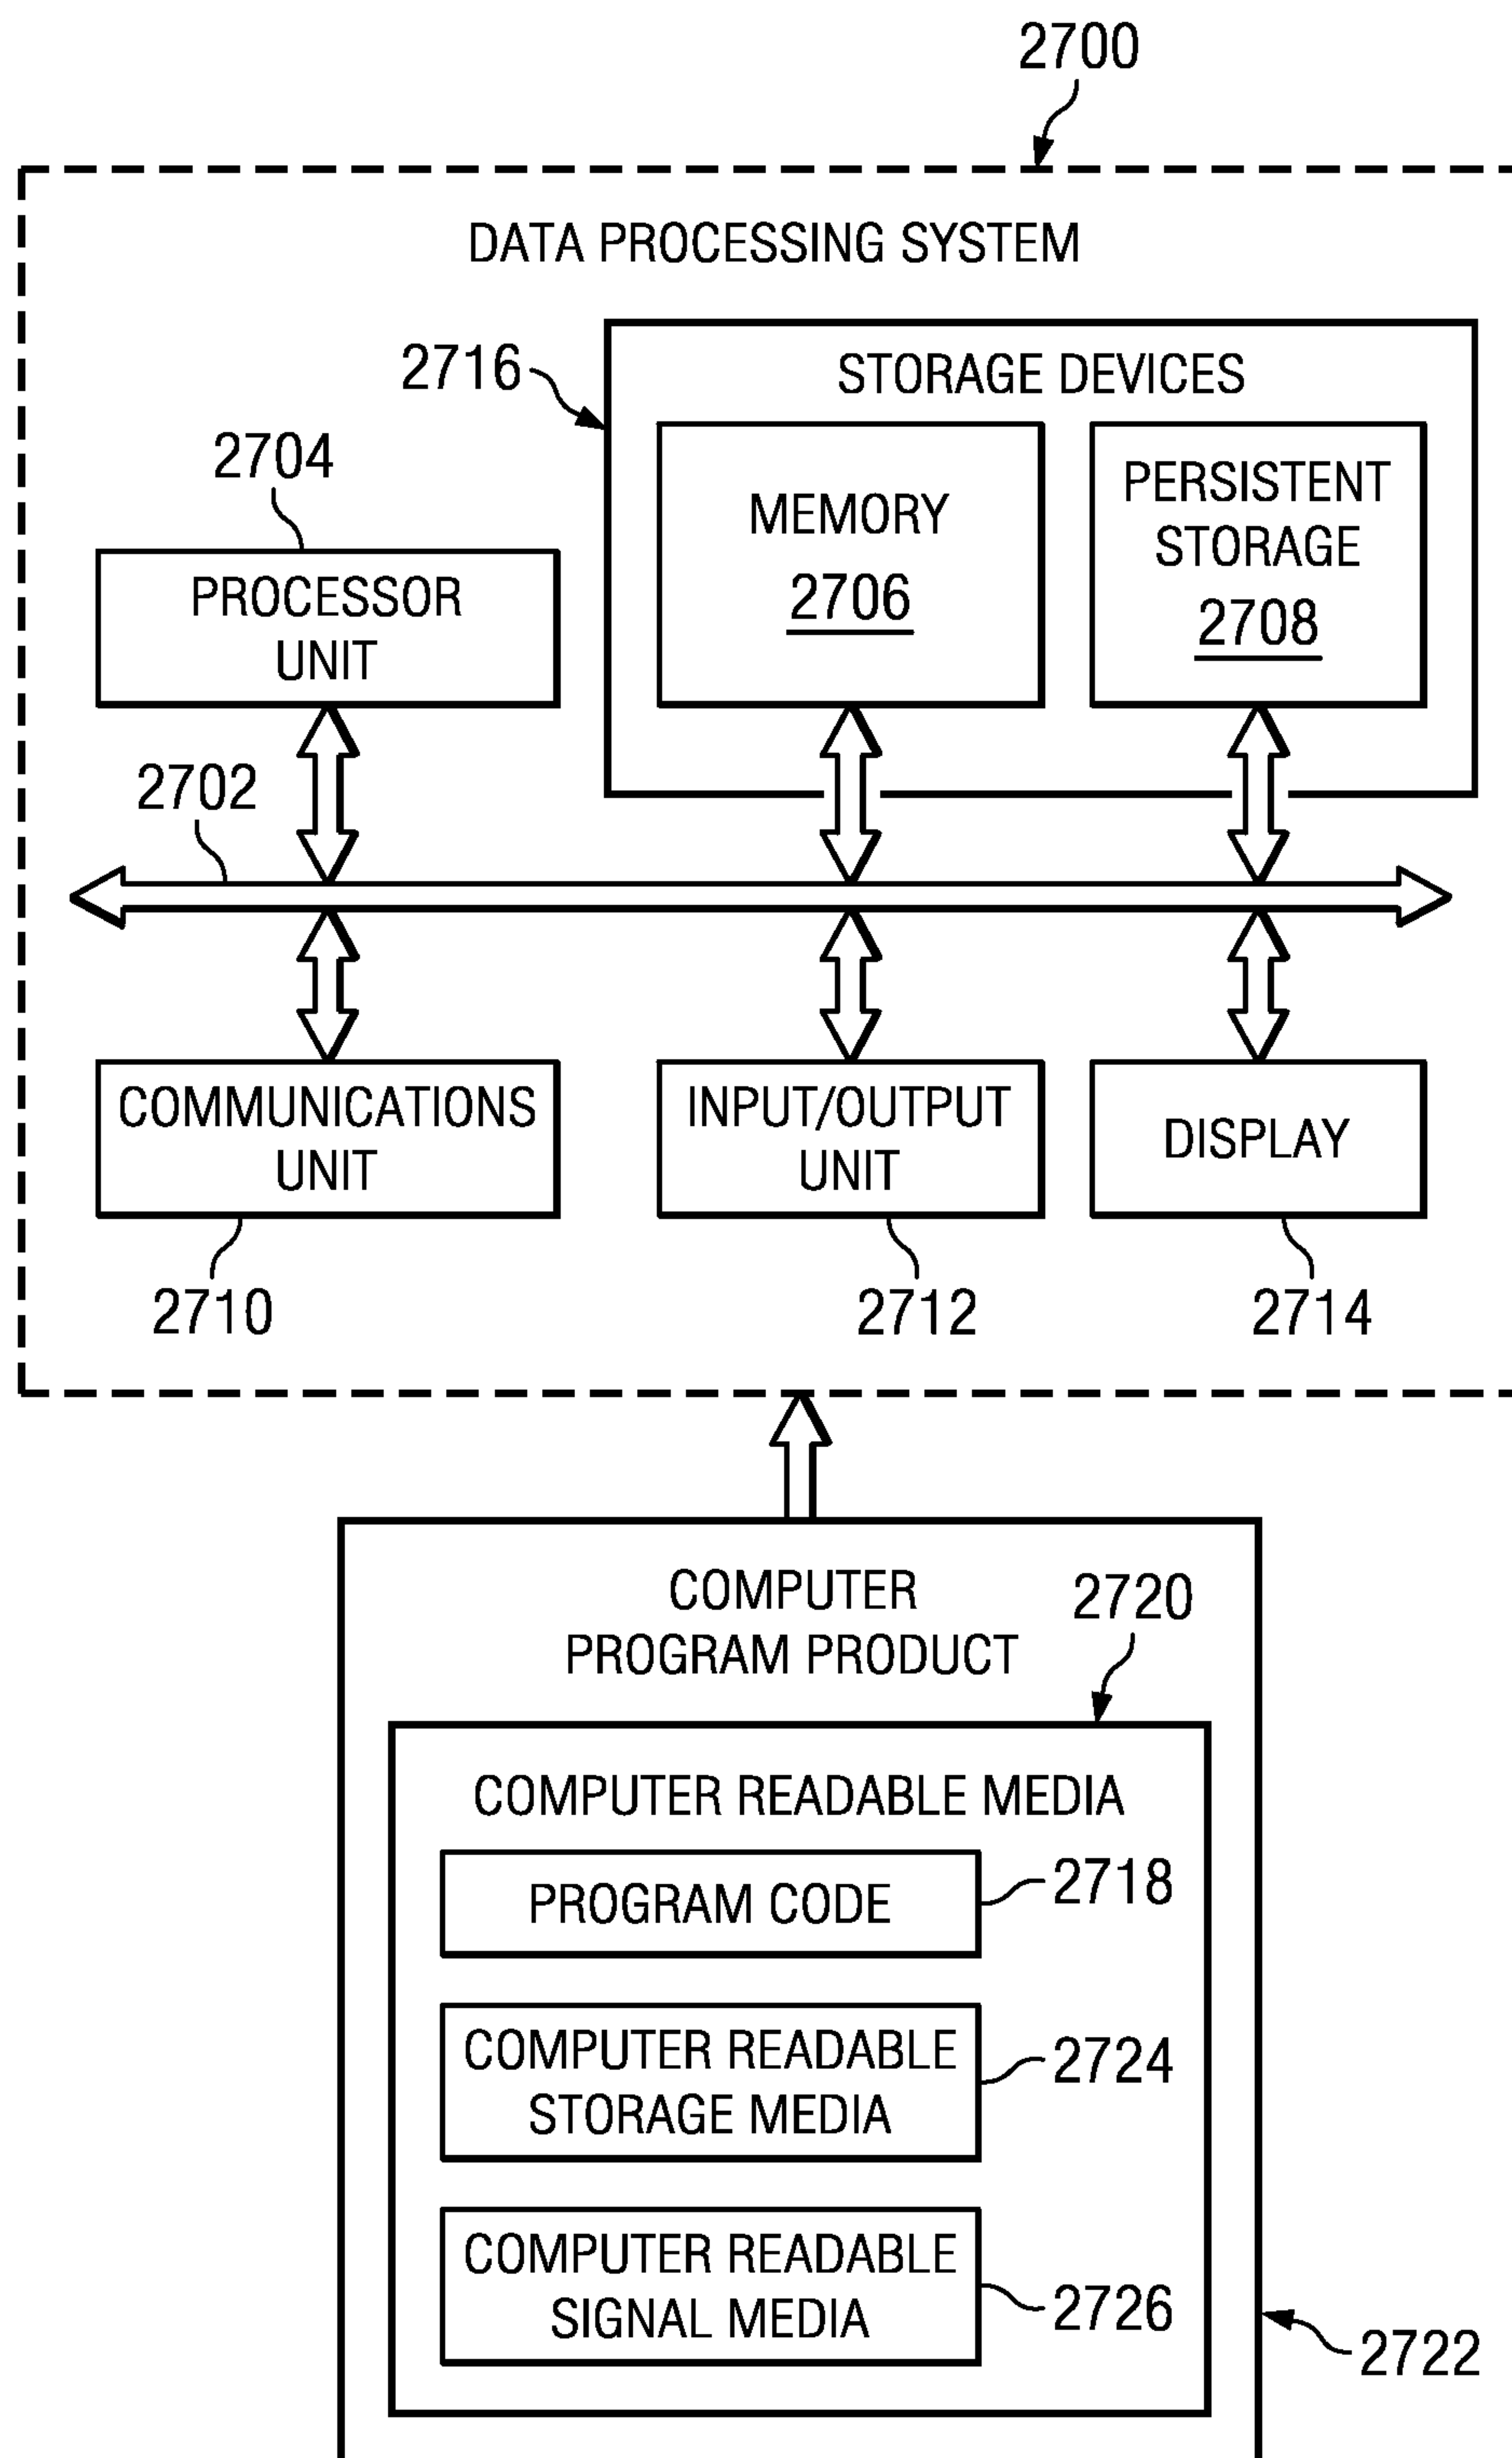 2700
DATA PROCESSING SYSTEM
2716
STORAGE DEVICES
2704
MEMORY
2706
PERSISTENT
STORAGE
2708
PROCESSOR
UNIT
2702
COMMUNICATIONS
UNIT
INPUT/OUTPUT
UNIT
DISPLAY
2710
2712
2714
COMPUTER
PROGRAM PRODUCT
2720
COMPUTER READABLE MEDIA
PROGRAM CODE
2718
COMPUTER READABLE
STORAGE MEDIA
2724
COMPUTER READABLE
SIGNAL MEDIA
2726
2722